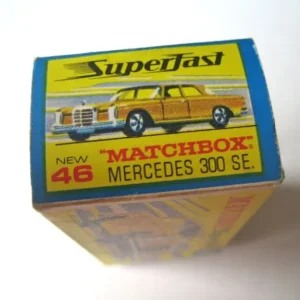 Superfast
NEW
46
"MATCHBOX"
MERCEDES 300 SE.